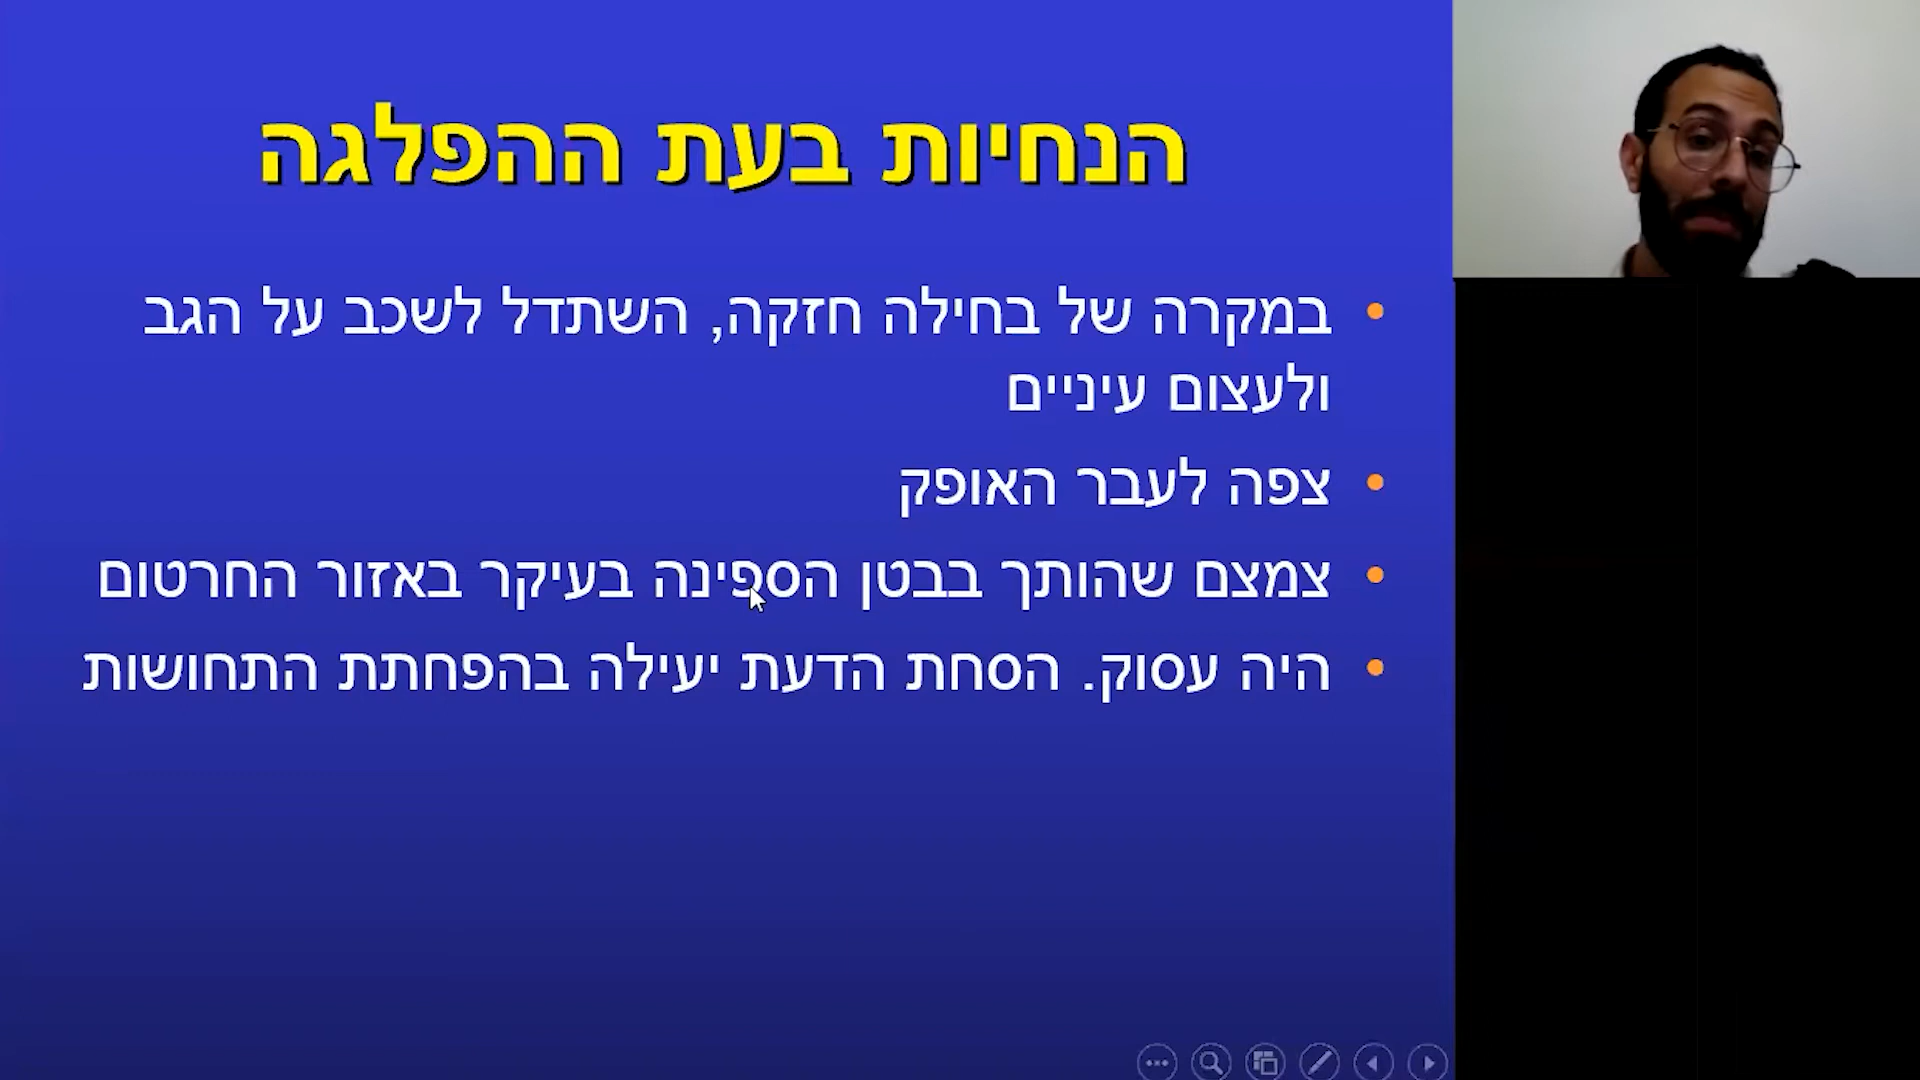 הנחיות בעת ההפלגה
במקרה של בחילה חזקה, השתדל לשכב על הגב
ולעצום עיניים
צפה לעבר האופק
צמצם שהותך בבטן הספינה בעיקר באזור החרטום
היה עסוק. הסחת הדעת יעילה בהפחתת התחושות